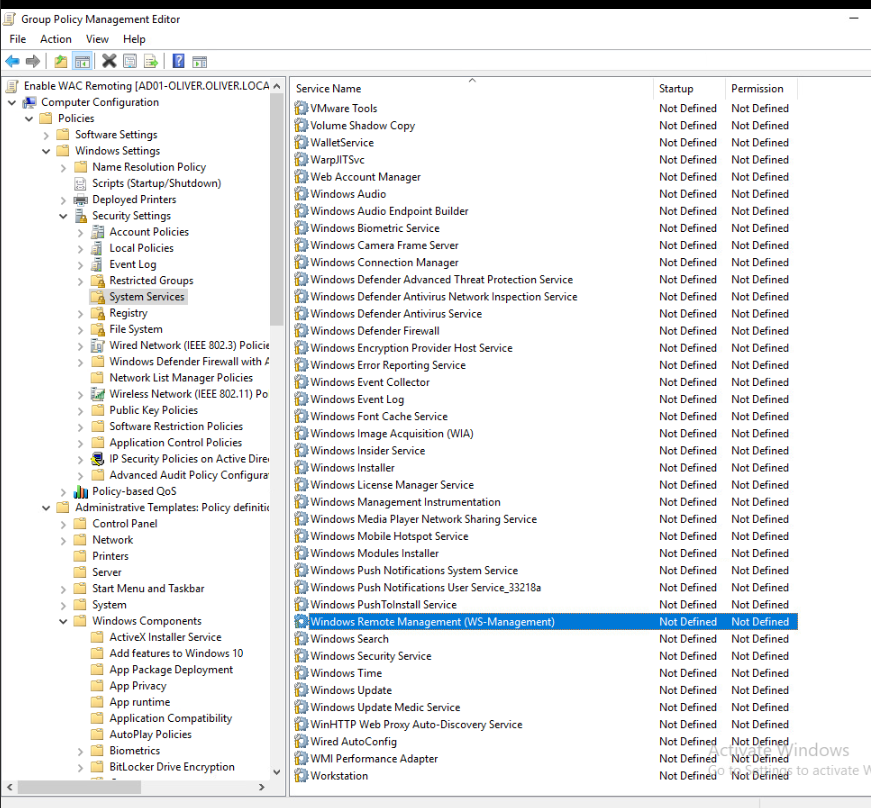 Group Policy Management Editor
File Action View Help
Enable WAC Remoting [AD01-OLIVER.OLIVER.LOCA
Computer Configuration
Policies
Software Settings
Windows Settings
Name Resolution Policy
Scripts (Startup/Shutdown)
Deployed Printers
Security Settings
Account Policies
Local Policies
Event Log
Restricted Groups
System Services
Registry
File System
Wired Network (IEEE 802.3) Policie
Windows Defender Firewall with A
Network List Manager Policies
Wireless Network (IEEE 802.11) Po
Public Key Policies
Software Restriction Policies
Application Control Policies
IP Security Policies on Active Dire
Advanced Audit Policy Configura
Policy-based QoS
Administrative Templates: Policy definitic
Control Panel
Network
Printers
Server
Start Menu and Taskbar
System
Windows Components
ActiveX Installer Service
Add features to Windows 10
App Package Deployment
App Privacy
App runtime
Application Compatibility
AutoPlay Policies
Biometrics
BitLocker Drive Encryption
Service Name Startup Permission
VMware Tools Not Defined Not Defined
Volume Shadow Copy Not Defined Not Defined
WalletService Not Defined Not Defined
WarpJITSvc Not Defined Not Defined
Web Account Manager Not Defined Not Defined
Windows Audio Not Defined Not Defined
Windows Audio Endpoint Builder Not Defined Not Defined
Windows Biometric Service Not Defined Not Defined
Windows Camera Frame Server Not Defined Not Defined
Windows Connection Manager Not Defined Not Defined
Windows Defender Advanced Threat Protection Service Not Defined Not Defined
Windows Defender Antivirus Network Inspection Service Not Defined Not Defined
Windows Defender Antivirus Service Not Defined Not Defined
Windows Defender Firewall Not Defined Not Defined
Windows Encryption Provider Host Service Not Defined Not Defined
Windows Error Reporting Service Not Defined Not Defined
Windows Event Collector Not Defined Not Defined
Windows Event Log Not Defined Not Defined
Windows Font Cache Service Not Defined Not Defined
Windows Image Acquisition (WIA) Not Defined Not Defined
Windows Insider Service Not Defined Not Defined
Windows Installer Not Defined Not Defined
Windows License Manager Service Not Defined Not Defined
Windows Management Instrumentation Not Defined Not Defined
Windows Media Player Network Sharing Service Not Defined Not Defined
Windows Mobile Hotspot Service Not Defined Not Defined
Windows Modules Installer Not Defined Not Defined
Windows Push Notifications System Service Not Defined Not Defined
Windows Push Notifications User Service_33218a Not Defined Not Defined
Windows PushToInstall Service Not Defined Not Defined
Windows Remote Management (WS-Management) Not Defined Not Defined
Windows Search Not Defined Not Defined
Windows Security Service Not Defined Not Defined
Windows Time Not Defined Not Defined
Windows Update Not Defined Not Defined
Windows Update Medic Service Not Defined Not Defined
WinHTTP Web Proxy Auto-Discovery Service Not Defined Not Defined
Wired AutoConfig Not Defined Not Defined
WMI Performance Adapter Not Defined Not Defined
Workstation Not Defined Not Defined
Activate Windows
Go to Settings to activate W